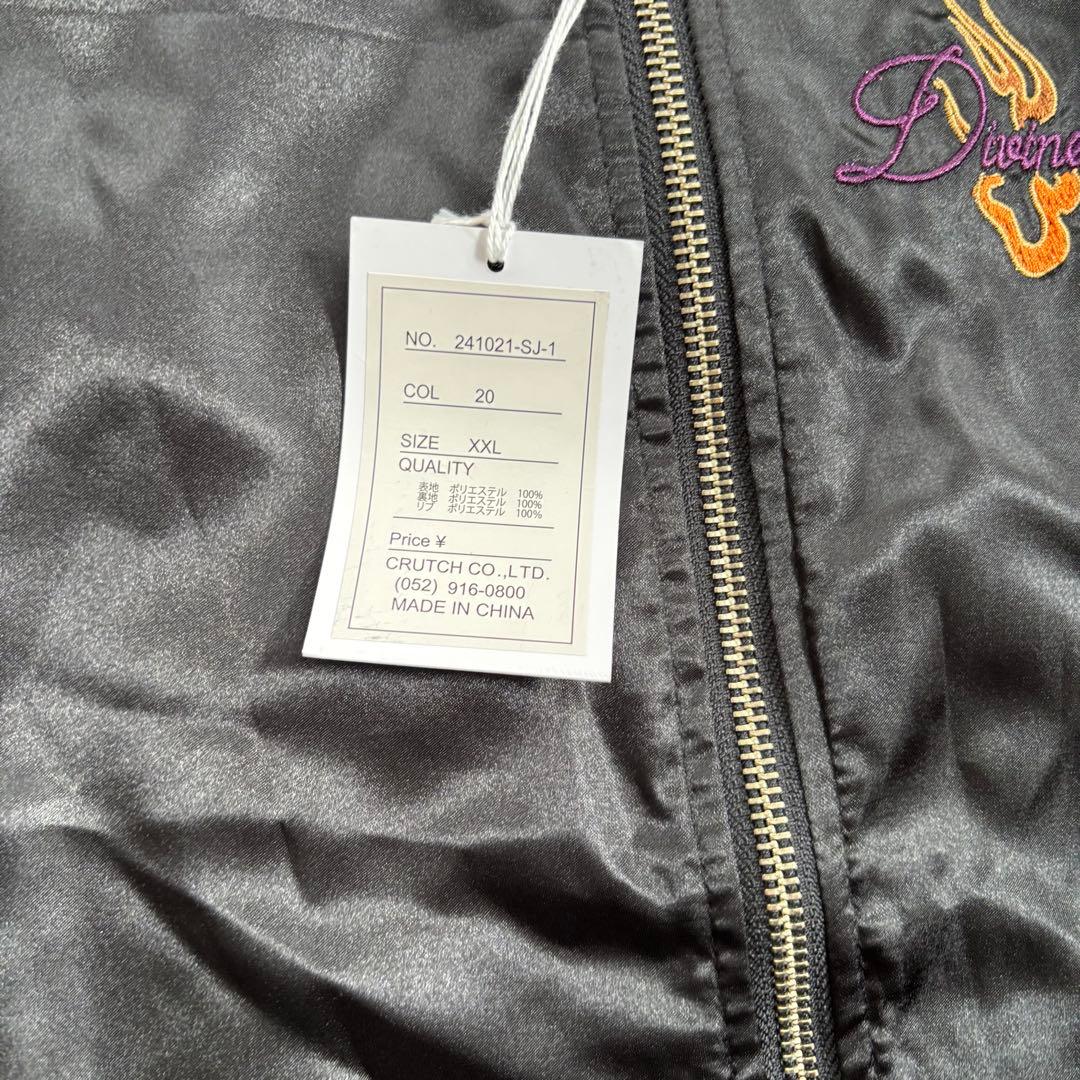 Divine
NO. 241021-SJ-1
COL 20
SIZE XXL
QUALITY
表地 ポリエステル 100%
裏地 ポリエステル 100%
リブ ポリエステル 100%
Price ¥
CRUTCH CO.,LTD.
(052) 916-0800
MADE IN CHINA